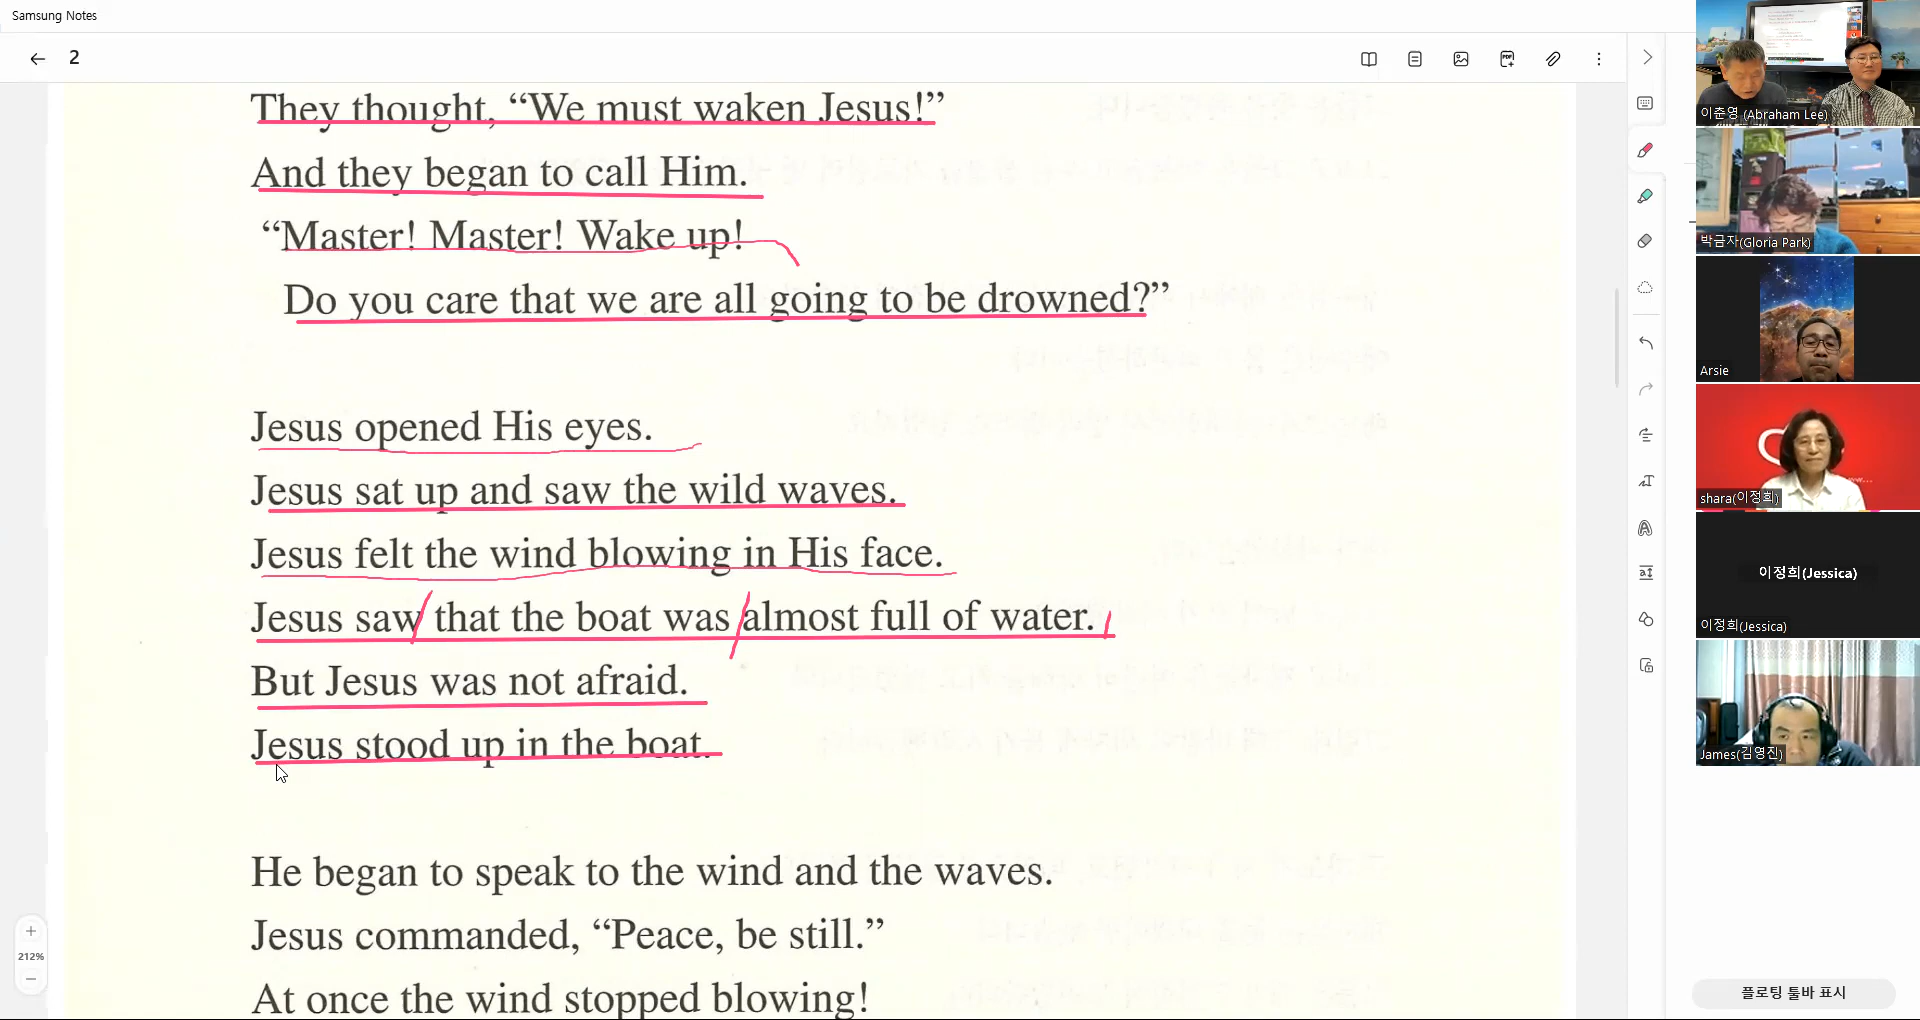 Samsung Notes
2
They thought, “We must waken Jesus!”
And they began to call Him.
“Master! Master! Wake up!
Do you care that we are all going to be drowned?”
Jesus opened His eyes.
Jesus sat up and saw the wild waves.
Jesus felt the wind blowing in His face.
Jesus saw that the boat was almost full of water.
But Jesus was not afraid.
Jesus stood up in the boat.
He began to speak to the wind and the waves.
Jesus commanded, “Peace, be still.”
At once the wind stopped blowing!
212%
이춘영 (Abraham Lee)
박금자(Gloria Park)
Arsie
shara(이정희)
이정희(Jessica)
이정희(Jessica)
James(김영진)
플로팅 툴바 표시